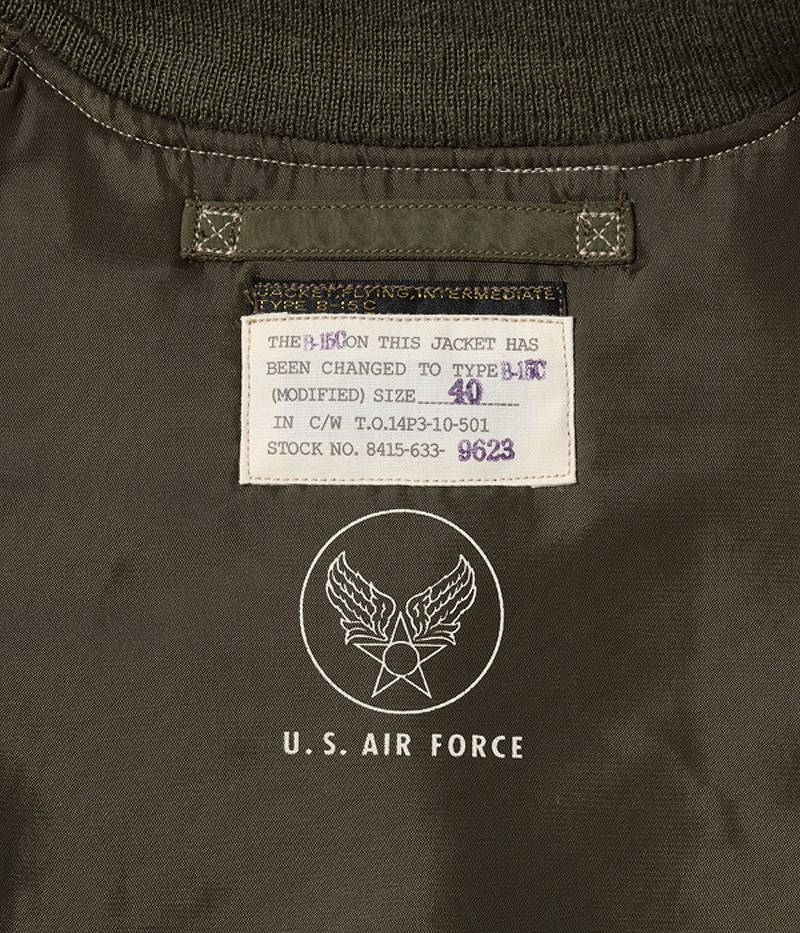 JACKET, FLYING, INTERMEDIATE
TYPE B-15C
THE B-15C ON THIS JACKET HAS
BEEN CHANGED TO TYPE B-15C
(MODIFIED) SIZE 40
IN C/W T.O.14P3-10-501
STOCK NO. 8415-633- 9623
U.S. AIR FORCE